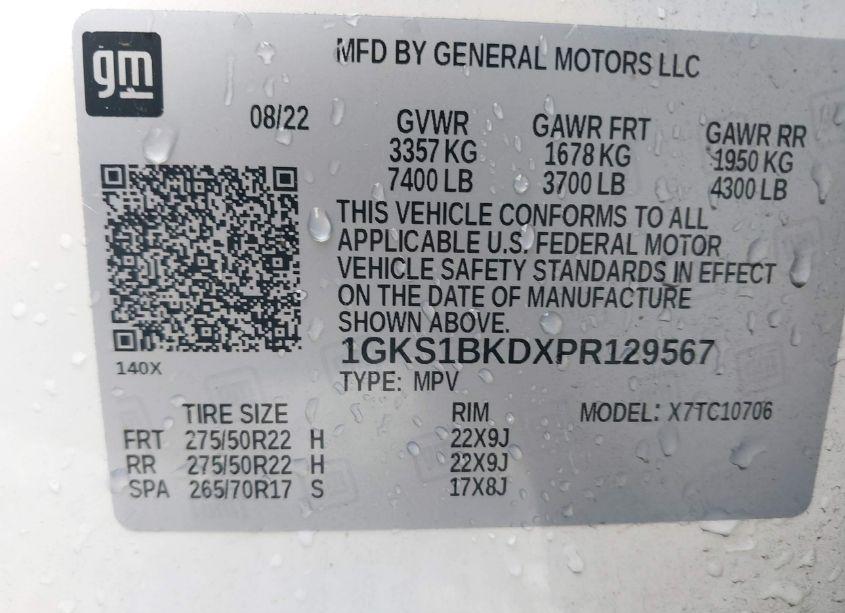 gm
MFD BY GENERAL MOTORS LLC
08/22 GVWR GAWR FRT GAWR RR
3357 KG 1678 KG 1950 KG
7400 LB 3700 LB 4300 LB
THIS VEHICLE CONFORMS TO ALL
APPLICABLE U.S. FEDERAL MOTOR
VEHICLE SAFETY STANDARDS IN EFFECT
ON THE DATE OF MANUFACTURE
SHOWN ABOVE.
1GKS1BKDXPR129567
140X
TYPE: MPV
TIRE SIZE RIM MODEL: X7TC10706
FRT 275/50R22 H 22X9J
RR 275/50R22 H 22X9J
SPA 265/70R17 S 17X8J